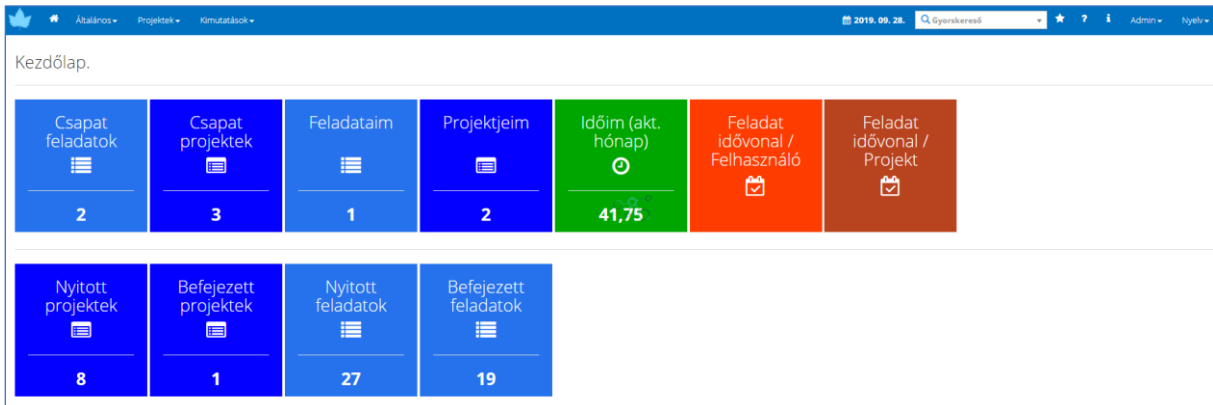 Általános Projektek Kimutatások 2019. 09. 28. Gyorskereső ? i Admin Nyelv
Kezdőlap.
Csapat feladatok
2
Csapat projektek
3
Feladataim
1
Projektjeim
2
Időim (akt. hónap)
41,75
Feladat idővonal / Felhasználó
Feladat idővonal / Projekt
Nyitott projektek
8
Befejezett projektek
1
Nyitott feladatok
27
Befejezett feladatok
19